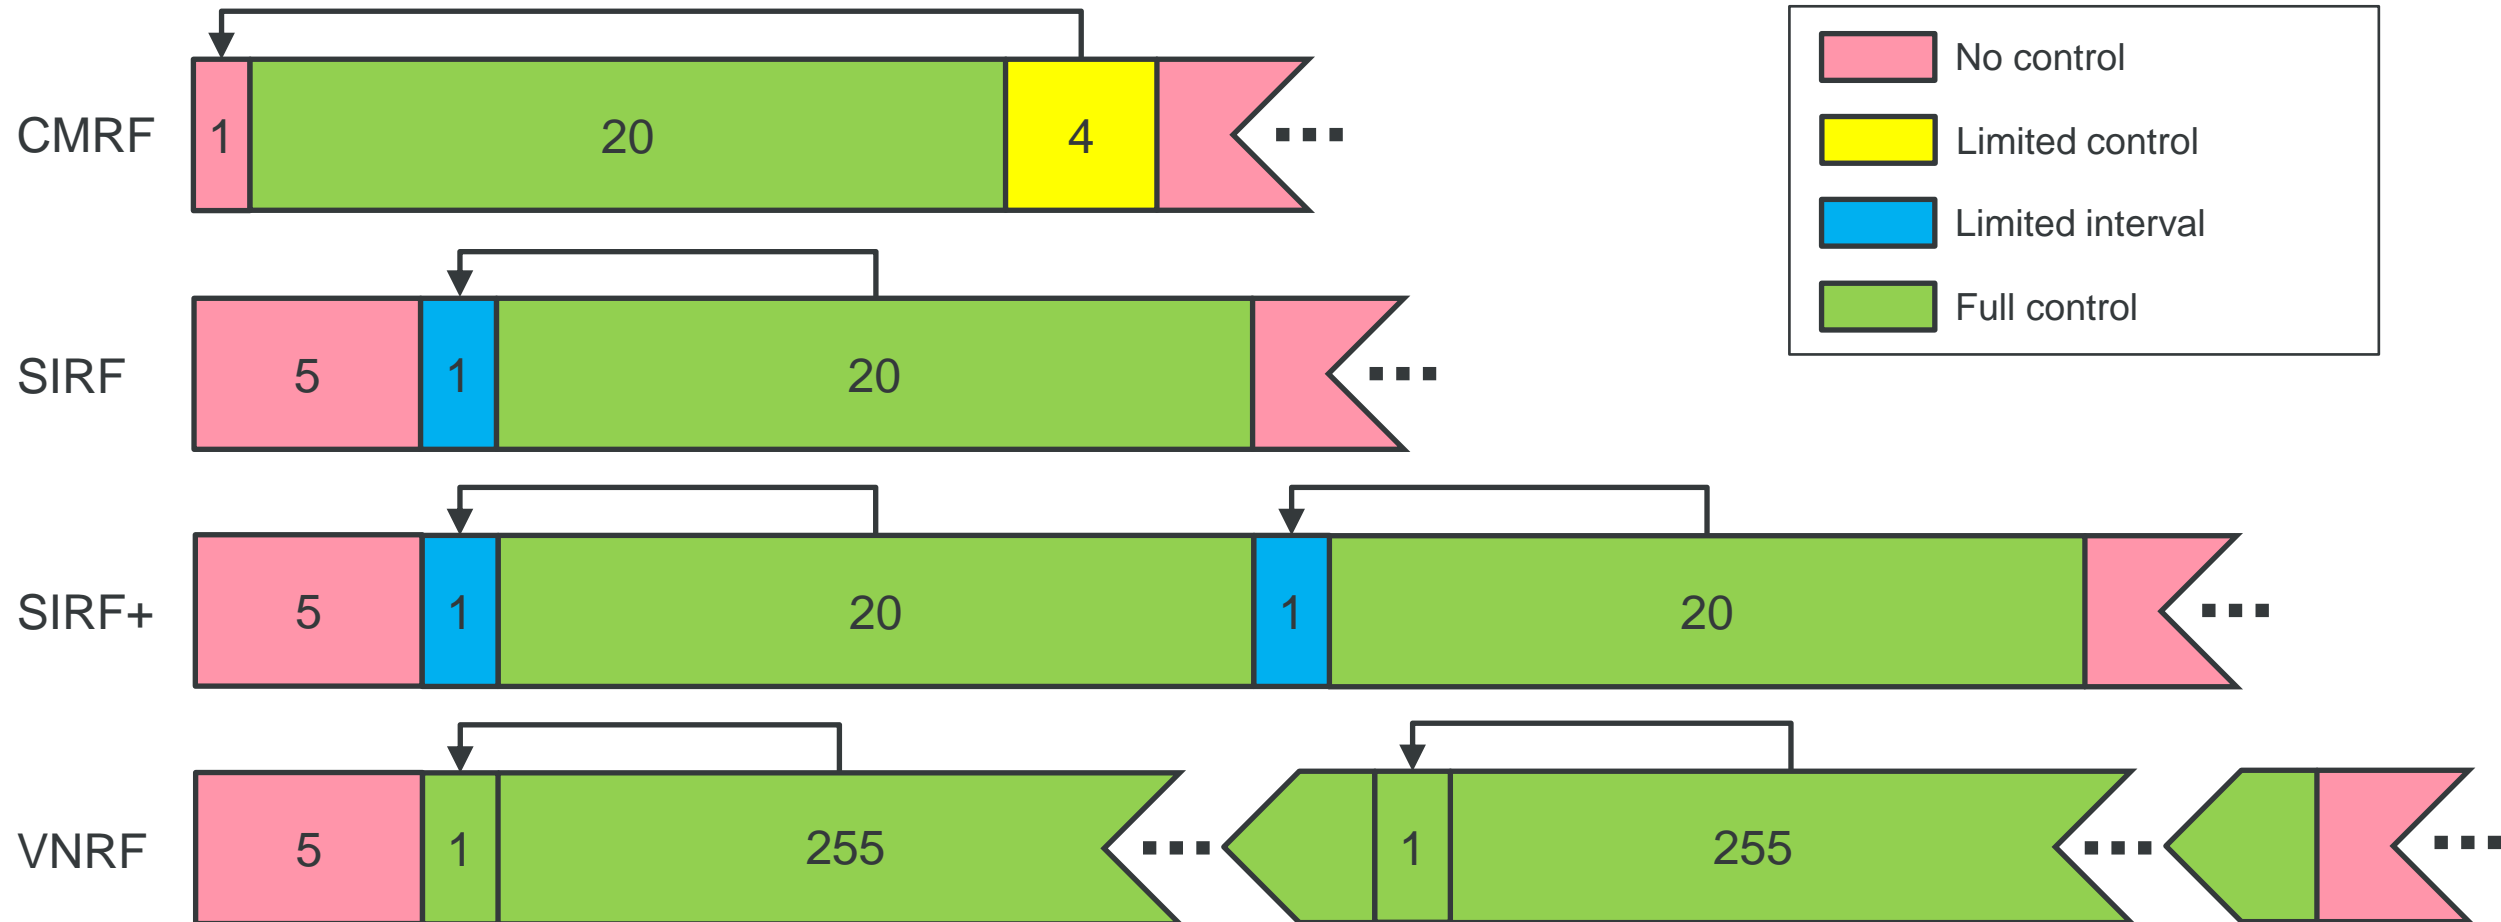 CMRF 1 20 4 ...
No control
Limited control
Limited interval
Full control
SIRF 5 1 20 ...
SIRF+ 5 1 20 1 20 ...
VNRF 5 1 255 ... 1 255 ... ...